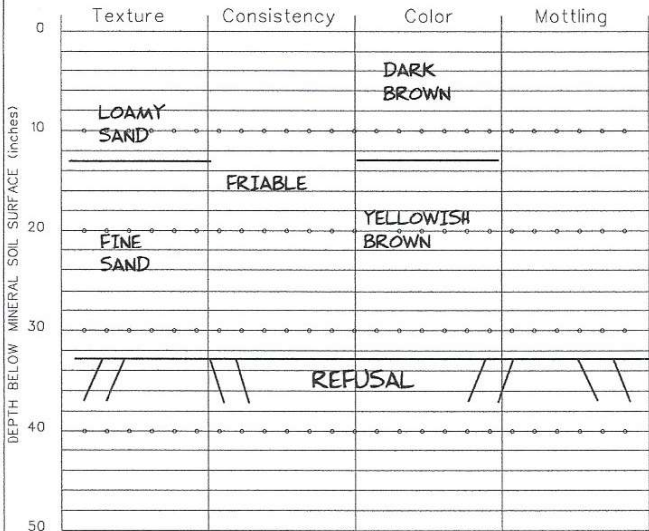 Texture Consistency Color Mottling
DEPTH BELOW MINERAL SOIL SURFACE (inches)
0
DARK
BROWN
LOAMY
SAND
10
FRIABLE
YELLOWISH
BROWN
20
FINE
SAND
30
REFUSAL
40
50